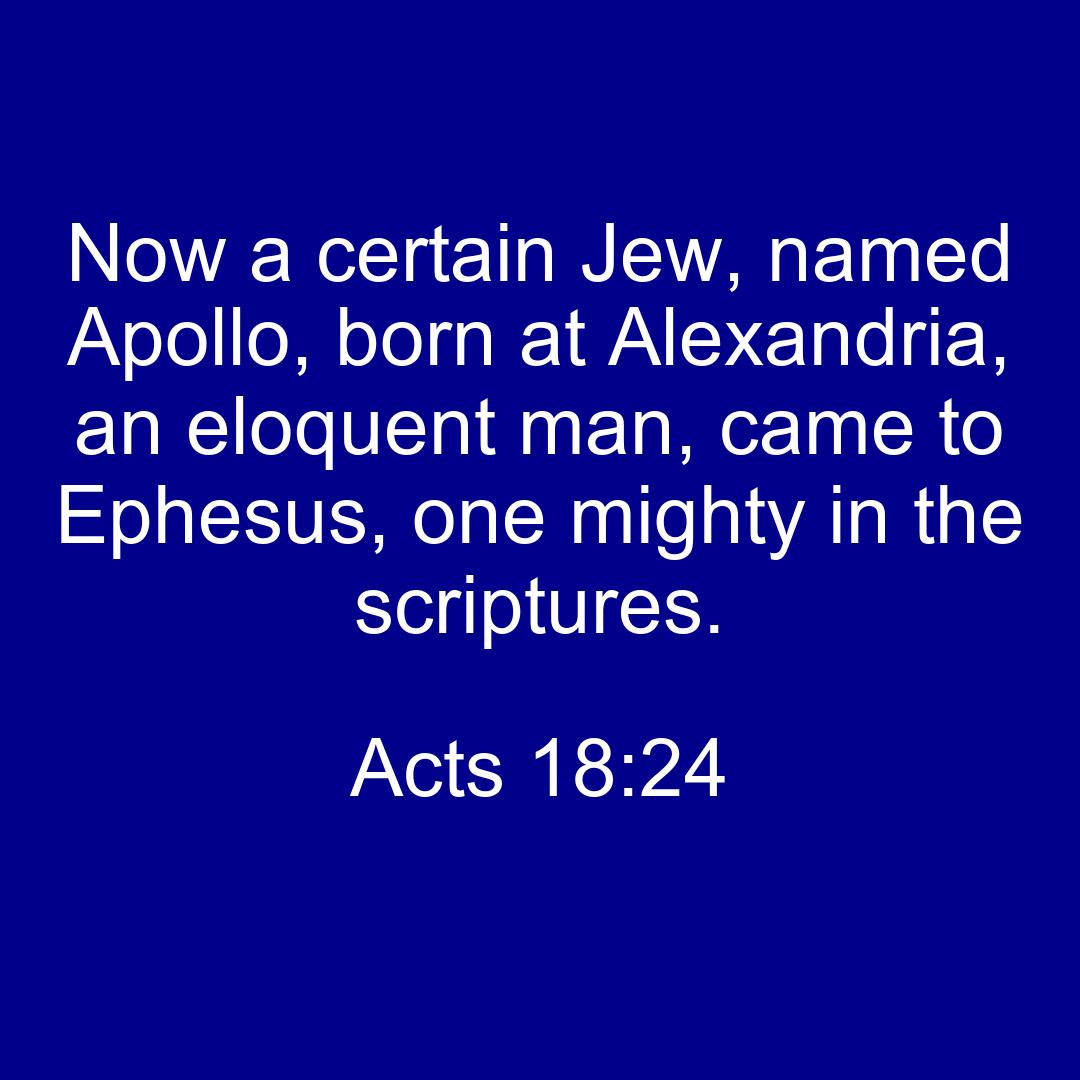 Now a certain Jew, named
Apollo, born at Alexandria,
an eloquent man, came to
Ephesus, one mighty in the
scriptures.
Acts 18:24